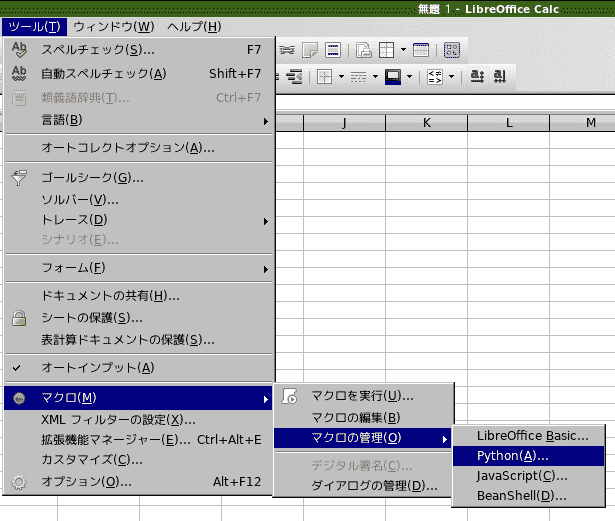 無題 1 - LibreOffice Calc
ツール(T) ウィンドウ(W) ヘルプ(H)
スペルチェック(S)... F7
自動スペルチェック(A) Shift+F7
類義語辞典(T)... Ctrl+F7
言語(B)
J K L M
オートコレクトオプション(A)...
ゴールシーク(G)...
ソルバー(V)...
トレース(D)
シナリオ(E)...
フォーム(F)
ドキュメントの共有(H)...
シートの保護(S)...
表計算ドキュメントの保護(S)...
オートインプット(A)
マクロ(M)
XML フィルターの設定(X)...
拡張機能マネージャー(E)... Ctrl+Alt+E
カスタマイズ(C)...
オプション(O)... Alt+F12
マクロを実行(U)...
マクロの編集(B)
マクロの管理(O)
デジタル署名(C)...
ダイアログの管理(D)...
LibreOffice Basic...
Python(A)...
JavaScript(C)...
BeanShell(D)...